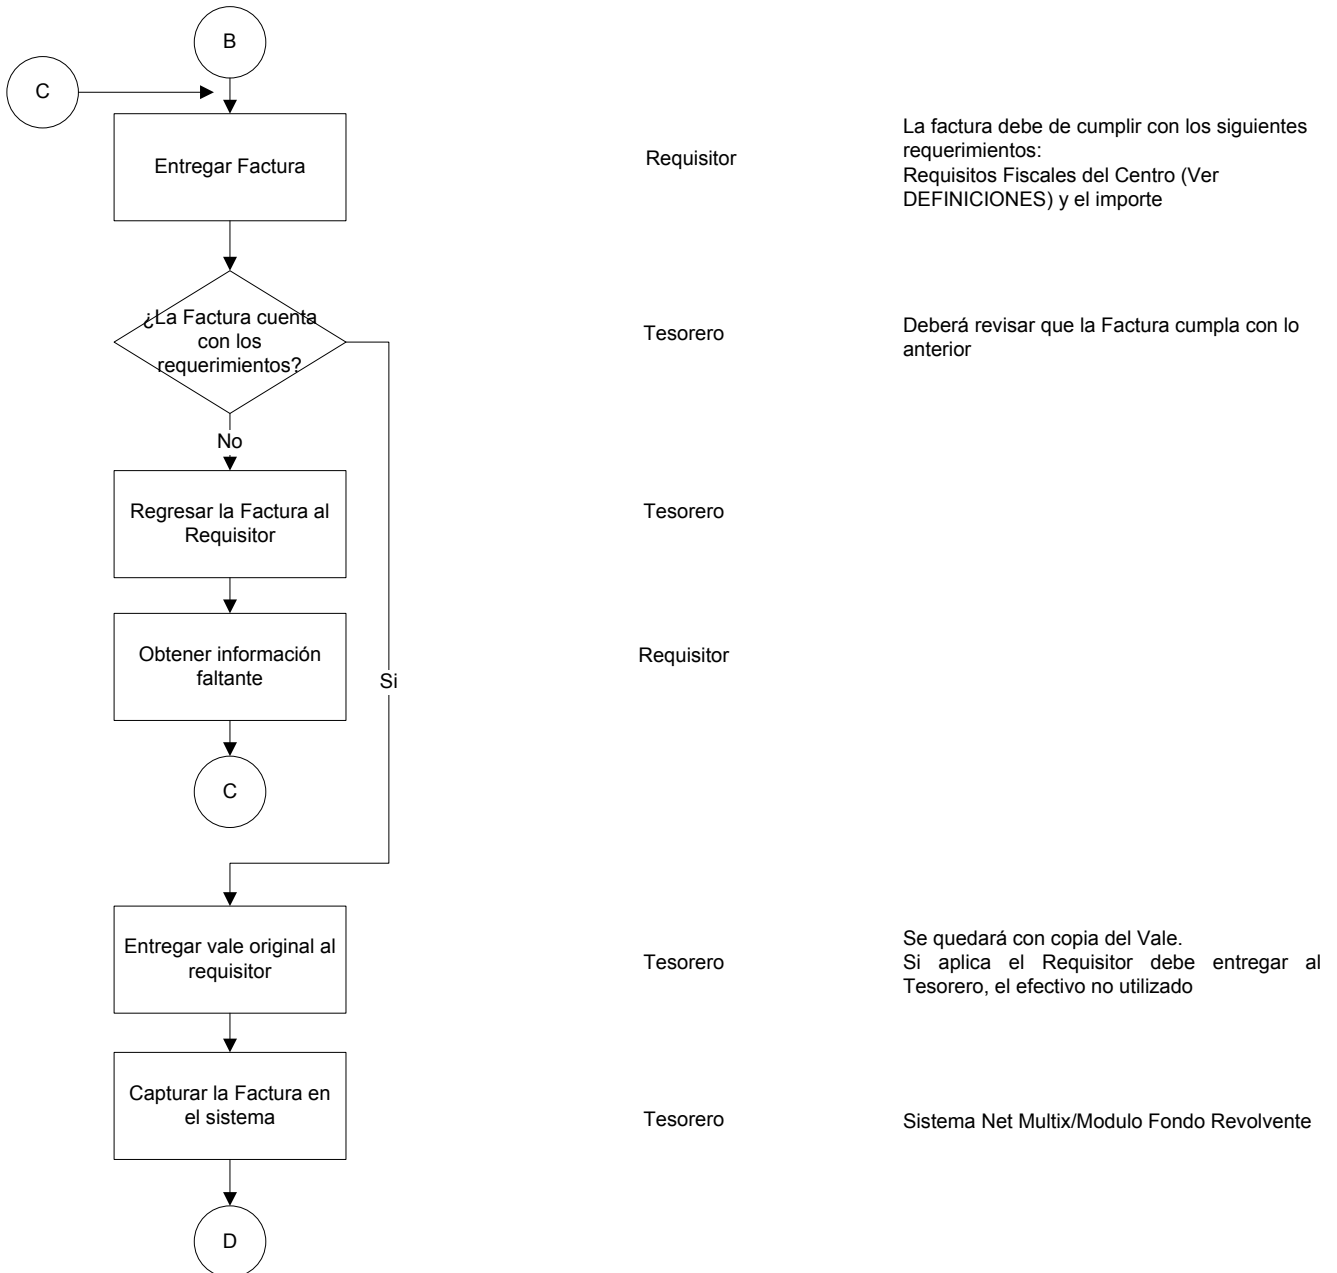 B
C
Entregar Factura
Requisitor
La factura debe de cumplir con los siguientes
requerimientos:
Requisitos Fiscales del Centro (Ver
DEFINICIONES) y el importe
¿La Factura cuenta
con los
requerimientos?
Tesorero
Deberá revisar que la Factura cumpla con lo
anterior
No
Regresar la Factura al
Requisitor
Tesorero
Obtener información
faltante
Requisitor
Si
C
Entregar vale original al
requisitor
Tesorero
Se quedará con copia del Vale.
Si aplica el Requisitor debe entregar al
Tesorero, el efectivo no utilizado
Capturar la Factura en
el sistema
Tesorero
Sistema Net Multix/Modulo Fondo Revolvente
D